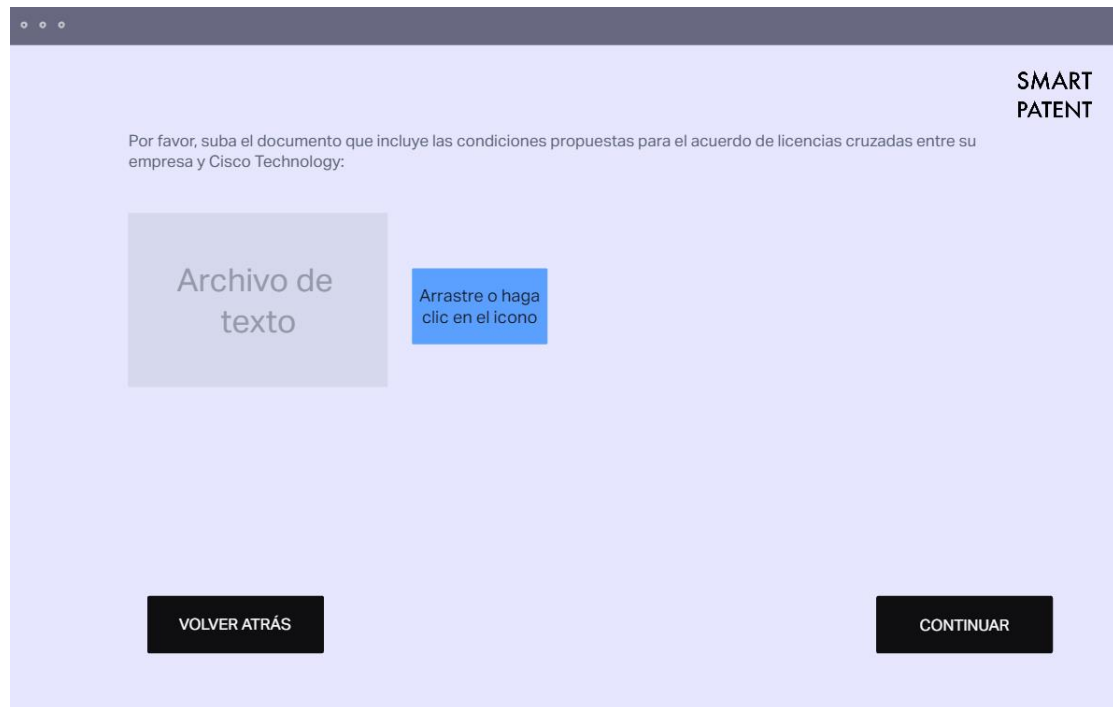 SMART
PATENT
Por favor, suba el documento que incluye las condiciones propuestas para el acuerdo de licencias cruzadas entre su
empresa y Cisco Technology:
Archivo de
texto
Arrastre o haga
clic en el icono
VOLVER ATRÁS
CONTINUAR